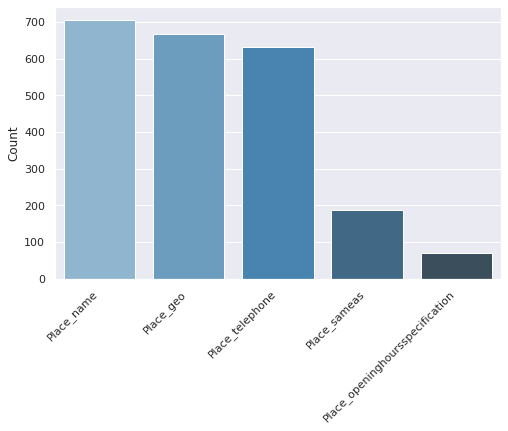 700
600
500
400
300
200
100
0
Count
Place_name
Place_geo
Place_telephone
Place_sameas
Place_openinghoursspecification